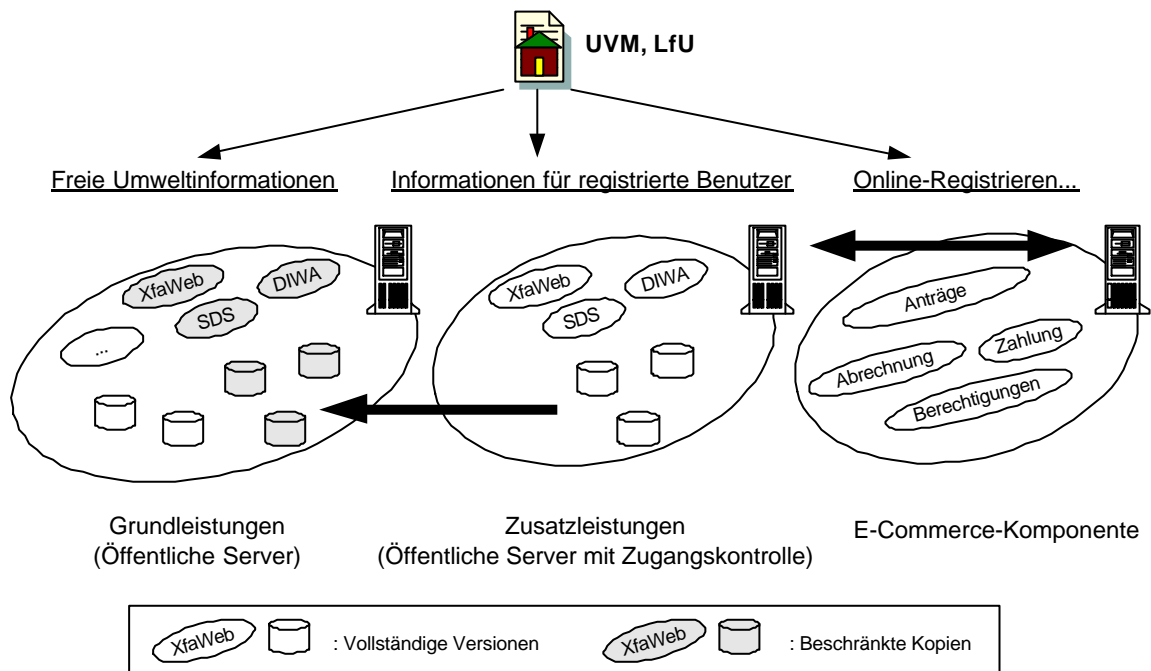 UVM, LfU
Freie Umweltinformationen
Informationen für registrierte Benutzer
Online-Registrieren...
XfaWeb
DIWA
SDS
...
XfaWeb
DIWA
SDS
Anträge
Zahlung
Abrechnung
Berechtigungen
Grundleistungen
(Öffentliche Server)
Zusatzleistungen
(Öffentliche Server mit Zugangskontrolle)
E-Commerce-Komponente
XfaWeb
: Vollständige Versionen
XfaWeb
: Beschränkte Kopien